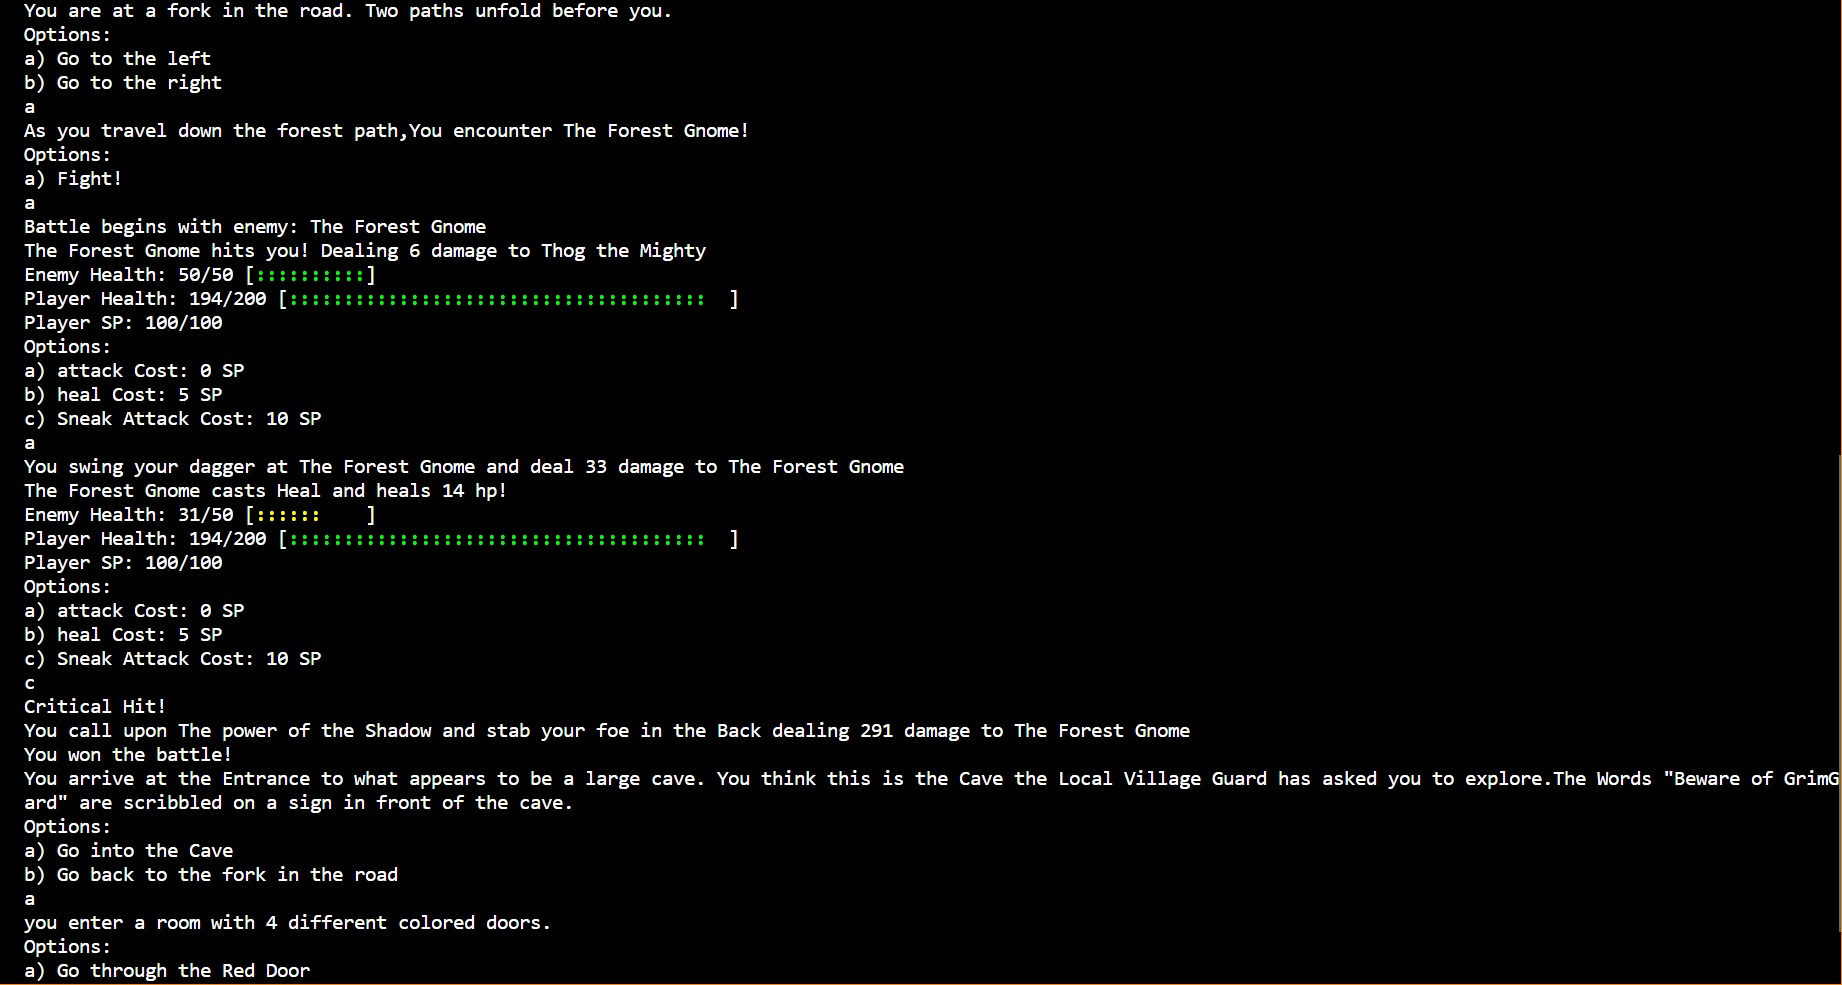 You are at a fork in the road. Two paths unfold before you.
Options:
a) Go to the left
b) Go to the right
a
As you travel down the forest path,You encounter The Forest Gnome!
Options:
a) Fight!
a
Battle begins with enemy: The Forest Gnome
The Forest Gnome hits you! Dealing 6 damage to Thog the Mighty
Enemy Health: 50/50 [::::::::::]
Player Health: 194/200 [::::::::::::::::::::::::::::::::::::::  ]
Player SP: 100/100
Options:
a) attack Cost: 0 SP
b) heal Cost: 5 SP
c) Sneak Attack Cost: 10 SP
a
You swing your dagger at The Forest Gnome and deal 33 damage to The Forest Gnome
The Forest Gnome casts Heal and heals 14 hp!
Enemy Health: 31/50 [::::::    ]
Player Health: 194/200 [::::::::::::::::::::::::::::::::::::::  ]
Player SP: 100/100
Options:
a) attack Cost: 0 SP
b) heal Cost: 5 SP
c) Sneak Attack Cost: 10 SP
c
Critical Hit!
You call upon The power of the Shadow and stab your foe in the Back dealing 291 damage to The Forest Gnome
You won the battle!
You arrive at the Entrance to what appears to be a large cave. You think this is the Cave the Local Village Guard has asked you to explore.The Words "Beware of GrimG
ard" are scribbled on a sign in front of the cave.
Options:
a) Go into the Cave
b) Go back to the fork in the road
a
you enter a room with 4 different colored doors.
Options:
a) Go through the Red Door